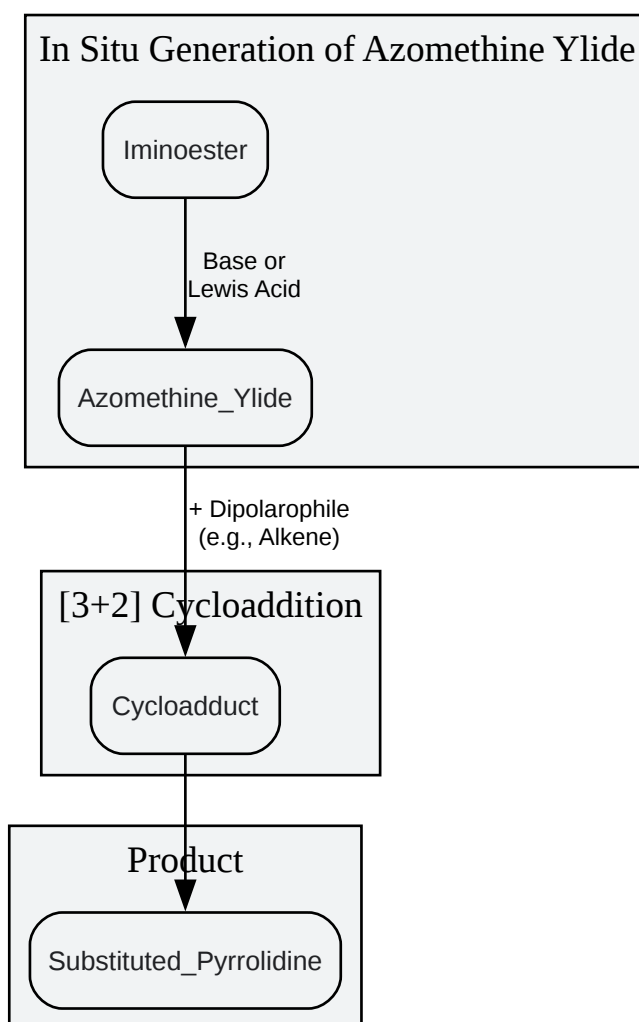 In Situ Generation of Azomethine Ylide
Iminoester
Base or
Lewis Acid
Azomethine_Ylide
+ Dipolarophile
(e.g., Alkene)
[3+2] Cycloaddition
Cycloadduct
Product
Substituted_Pyrrolidine